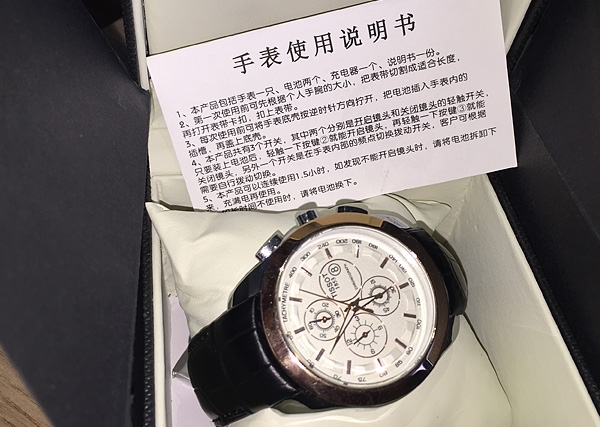 手表使用说明书
1、本产品包括手表一只、电池两个、充电器一个、说明书一份。
2、第一次使用前可先根据个人手腕的大小,把表带切割成适合长度,
再打开表带卡扣,扣上表带。
3、每次使用前可将手表底壳按逆时针方向拧开,把电池插入手表内的
插槽,再盖上底壳。
4、本产品共有3个开关,其中两个分别是开启镜头和关闭镜头的轻触开关,
只要装上电池后,轻触一下按键②就能开启镜头,再轻触一下按键③就能
关闭镜头,另外一个开关是在手表内部的频点切换拨动开关,客户可根据
需要自行拨动切换。
5、本产品可以连续使用1.5小时,如发现不能开启镜头时,请将电池拆卸下
来,充满电再使用。
时间不使用时,请将电池换下。
TACHYMETRE 400 300 240 200
TISSOT
1853